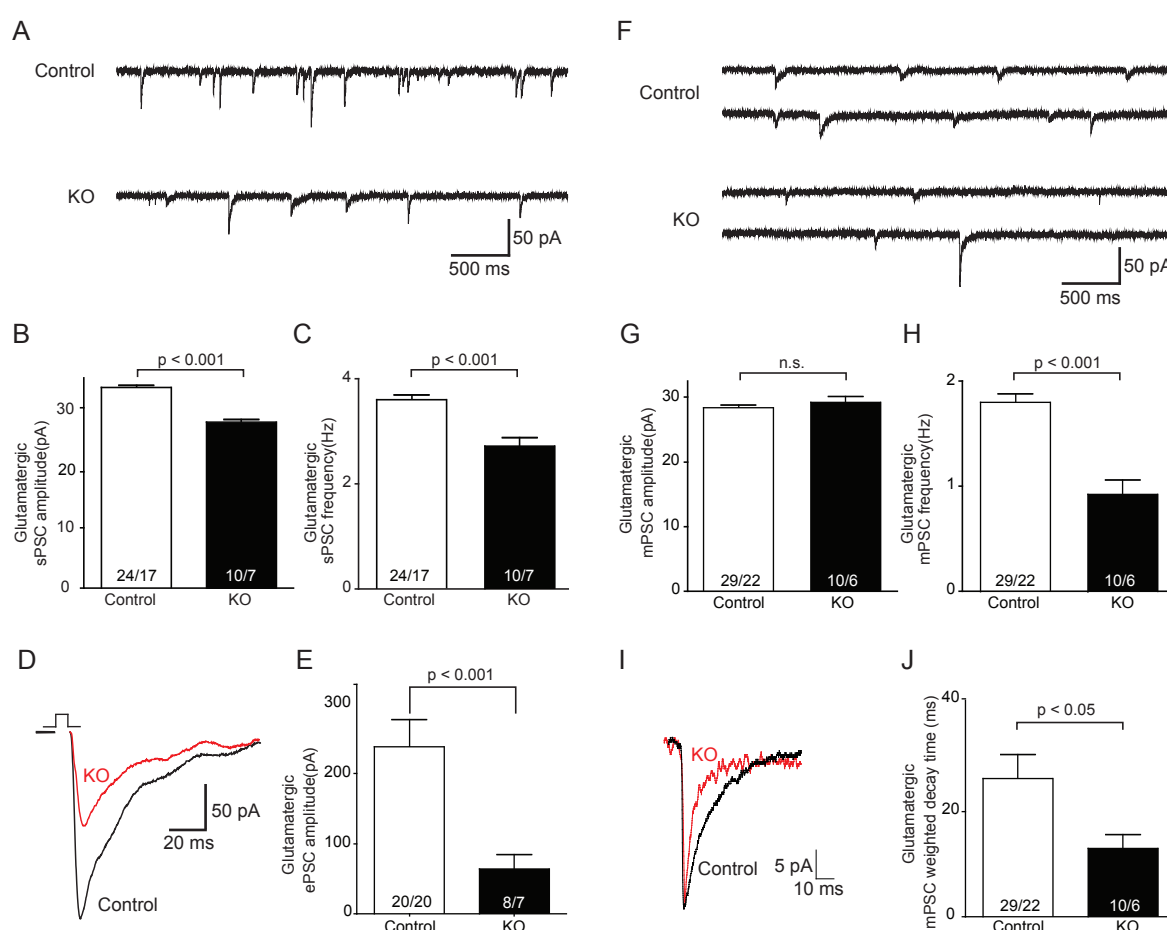 A
Control
KO
50 pA
500 ms
B
p < 0.001
Glutamatergic
sPSC amplitude(pA)
30
20
10
0
24/17
10/7
Control
KO
C
p < 0.001
Glutamatergic
sPSC frequency(Hz)
4
2
0
24/17
10/7
Control
KO
D
KO
50 pA
20 ms
Control
E
p < 0.001
Glutamatergic
ePSC amplitude(pA)
300
200
100
0
20/20
8/7
Control
KO
F
Control
KO
50 pA
500 ms
G
n.s.
Glutamatergic
mPSC amplitude(pA)
30
20
10
0
29/22
10/6
Control
KO
H
p < 0.001
Glutamatergic
mPSC frequency(Hz)
2
1
0
29/22
10/6
Control
KO
I
KO
Control
5 pA
10 ms
J
p < 0.05
Glutamatergic
mPSC weighted decay time (ms)
40
20
0
29/22
10/6
Control
KO